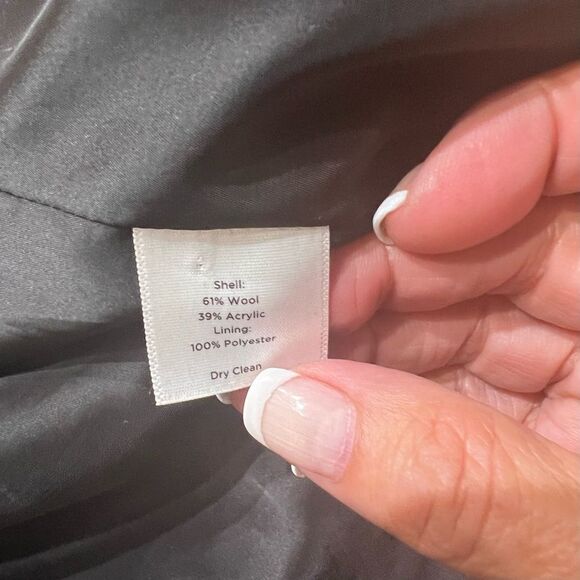 Shell:
61% Wool
39% Acrylic
Lining:
100% Polyester
Dry Clean